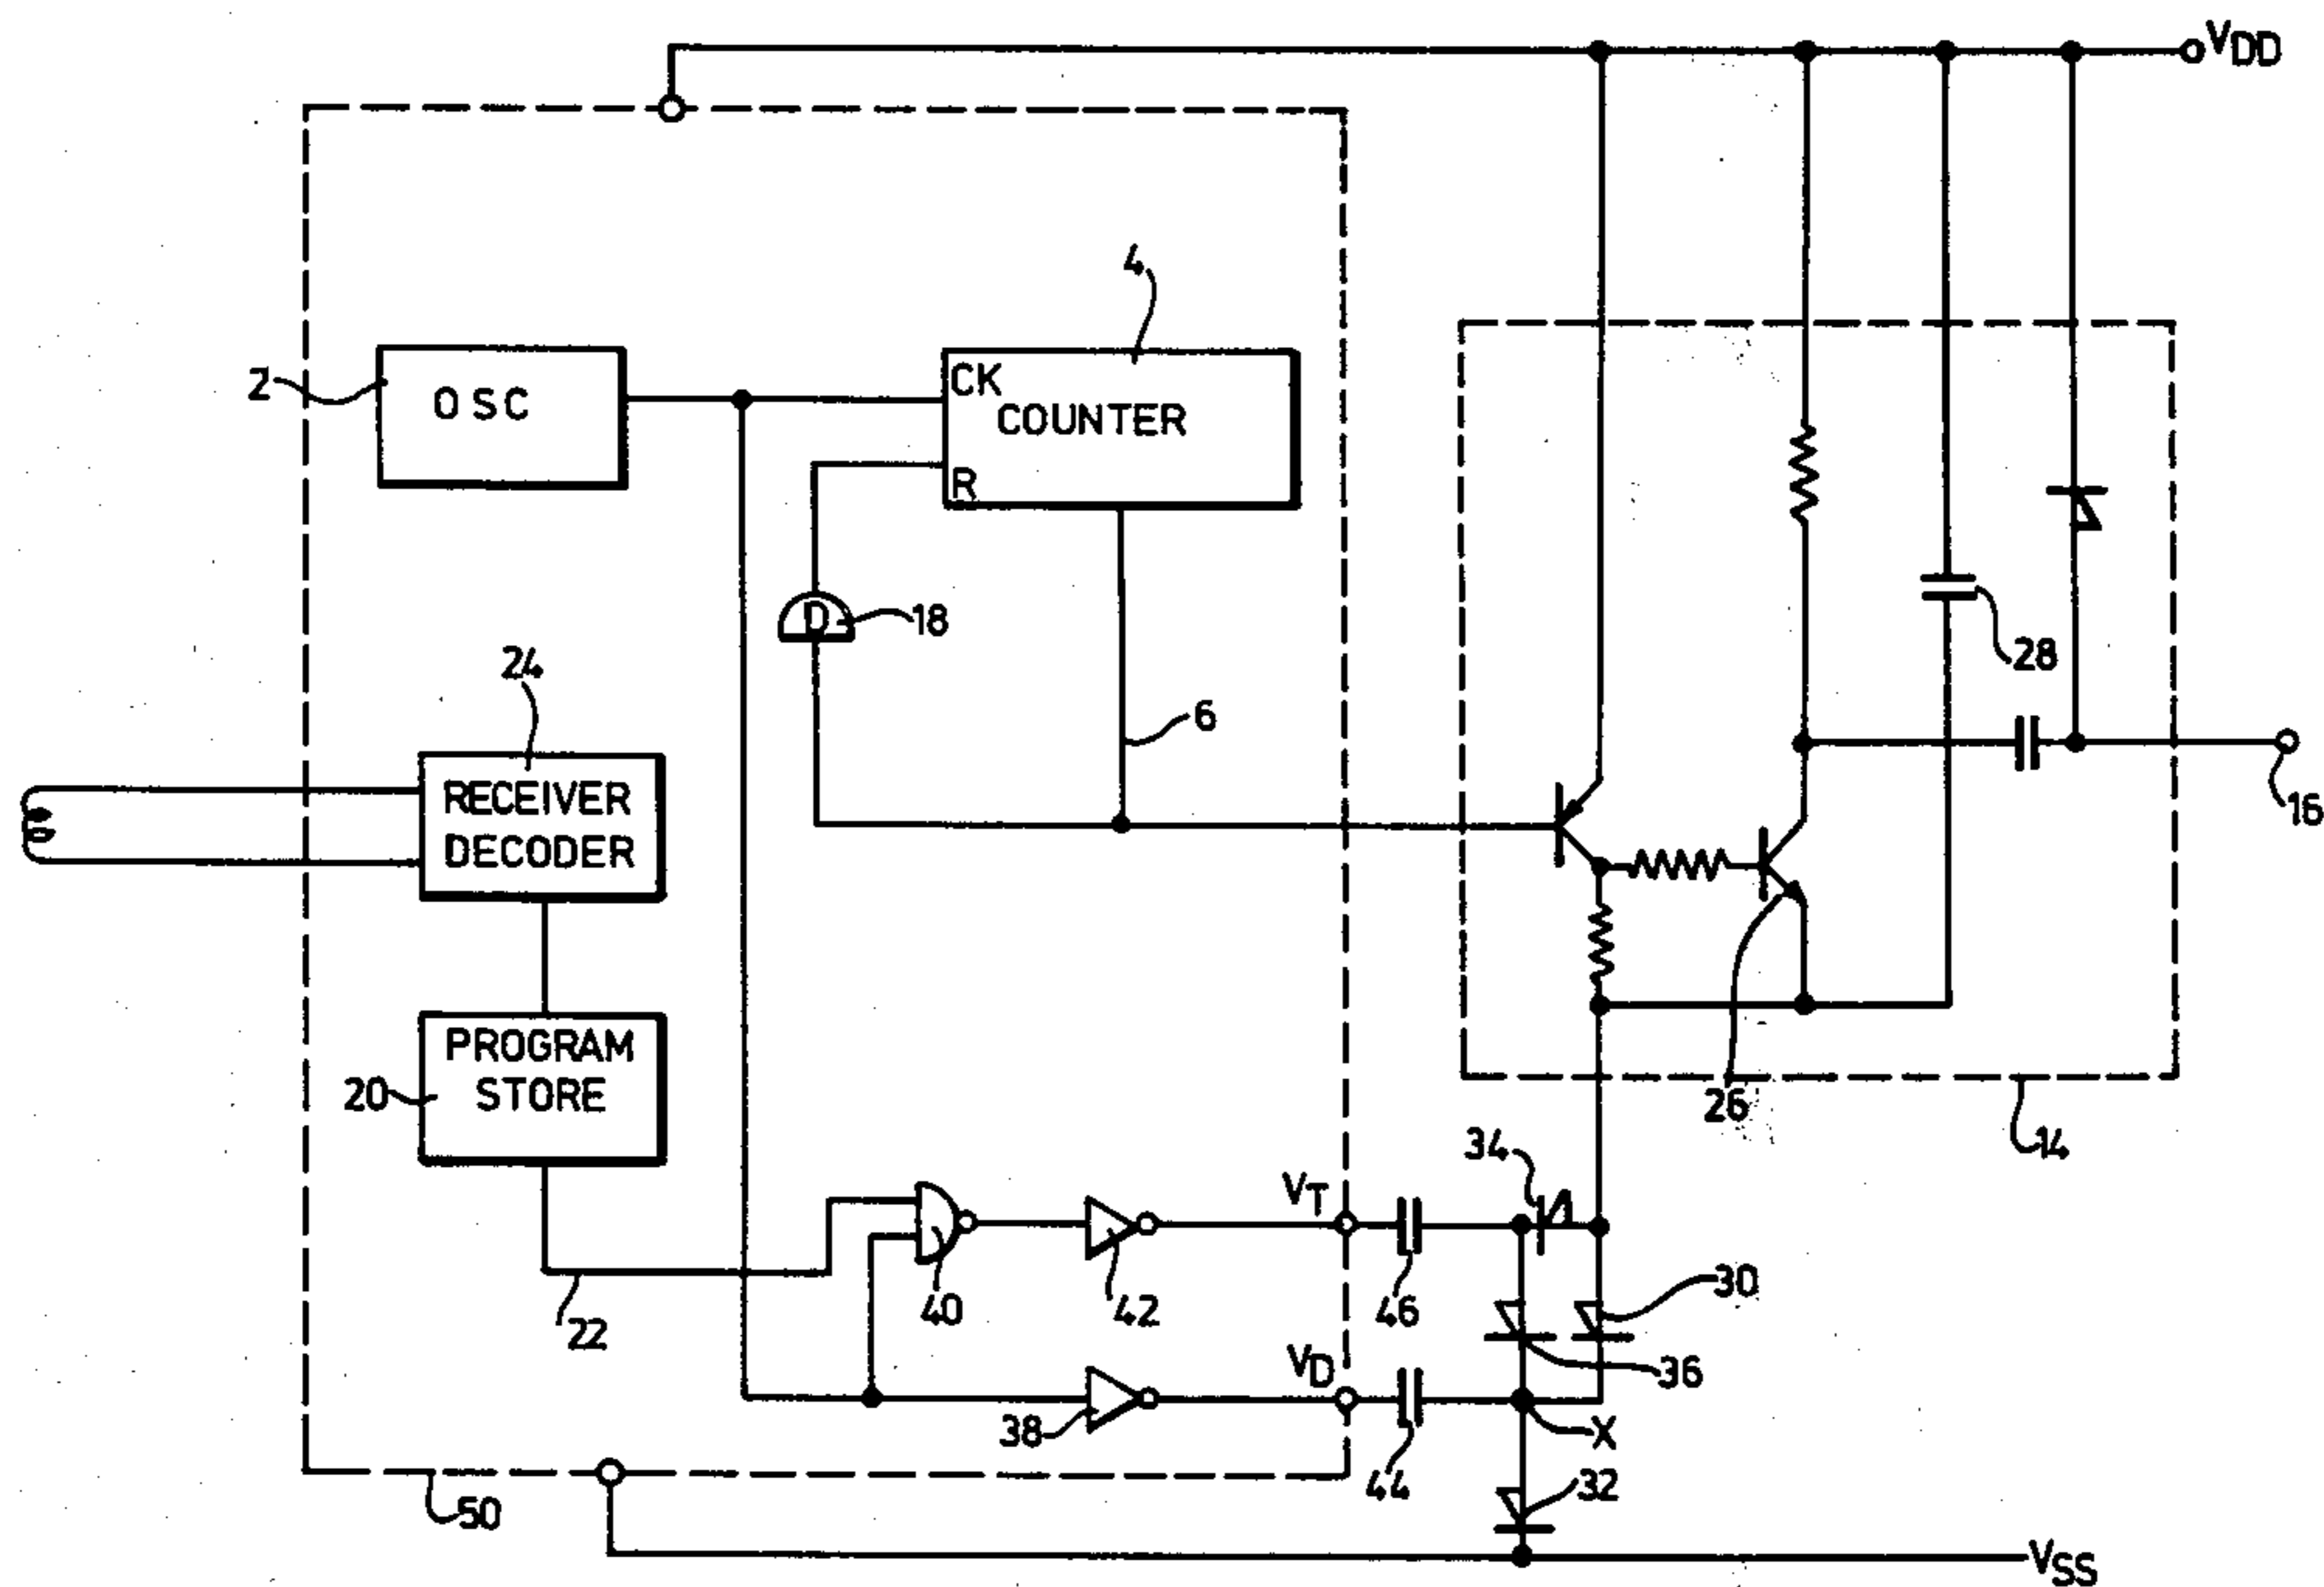 VDD
4
2
OSC
CK
COUNTER
R
D
18
24
6
28
RECEIVER
DECODER
16
PROGRAM
STORE
20
26
14
34
VT
40
42
46
30
22
VD
36
38
X
44
32
50
VSS